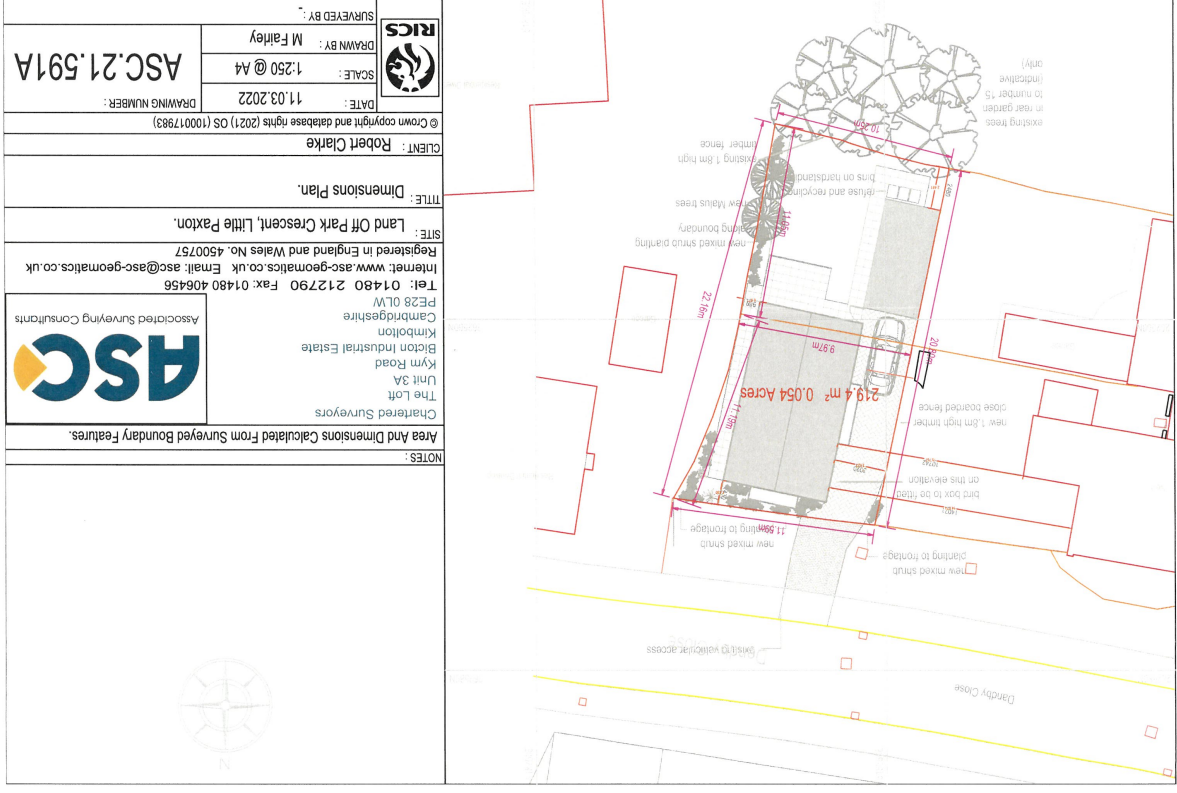 Dandby Close
existing vehicular access
new mixed shrub
planting to frontage
new mixed shrub
planting to frontage
11.59m
bird box to be fitted
on this elevation
new 1.8m high timber
close boarded fence
11.19m
219.4 m² 0.054 Acres
9.97m
22.16m
new mixed shrub planting
along boundary
new Malus trees
11.06m
refuse and recycling
bins on hardstanding
existing 1.8m high
timber fence
10.29m
existing trees
in rear garden
to number 15
(indicative
only)
N
NOTES :
Area And Dimensions Calculated From Surveyed Boundary Features.
Chartered Surveyors
The Loft
Unit 3A
Kym Road
Bicton Industrial Estate
Kimbolton
Cambridgeshire
PE28 0LW
ASC
Associated Surveying Consultants
Tel: 01480 212790 Fax: 01480 406456
Internet: www.asc-geomatics.co.uk Email: asc@asc-geomatics.co.uk
Registered in England and Wales No. 4500757
SITE : Land Off Park Crescent, Little Paxton.
TITLE : Dimensions Plan.
CLIENT : Robert Clarke
© Crown copyright and database rights (2021) OS (100017983)
RICS
DATE : 11.03.2022
SCALE : 1:250 @ A4
DRAWN BY : M Fairley
SURVEYED BY : -
DRAWING NUMBER :
ASC.21.591A